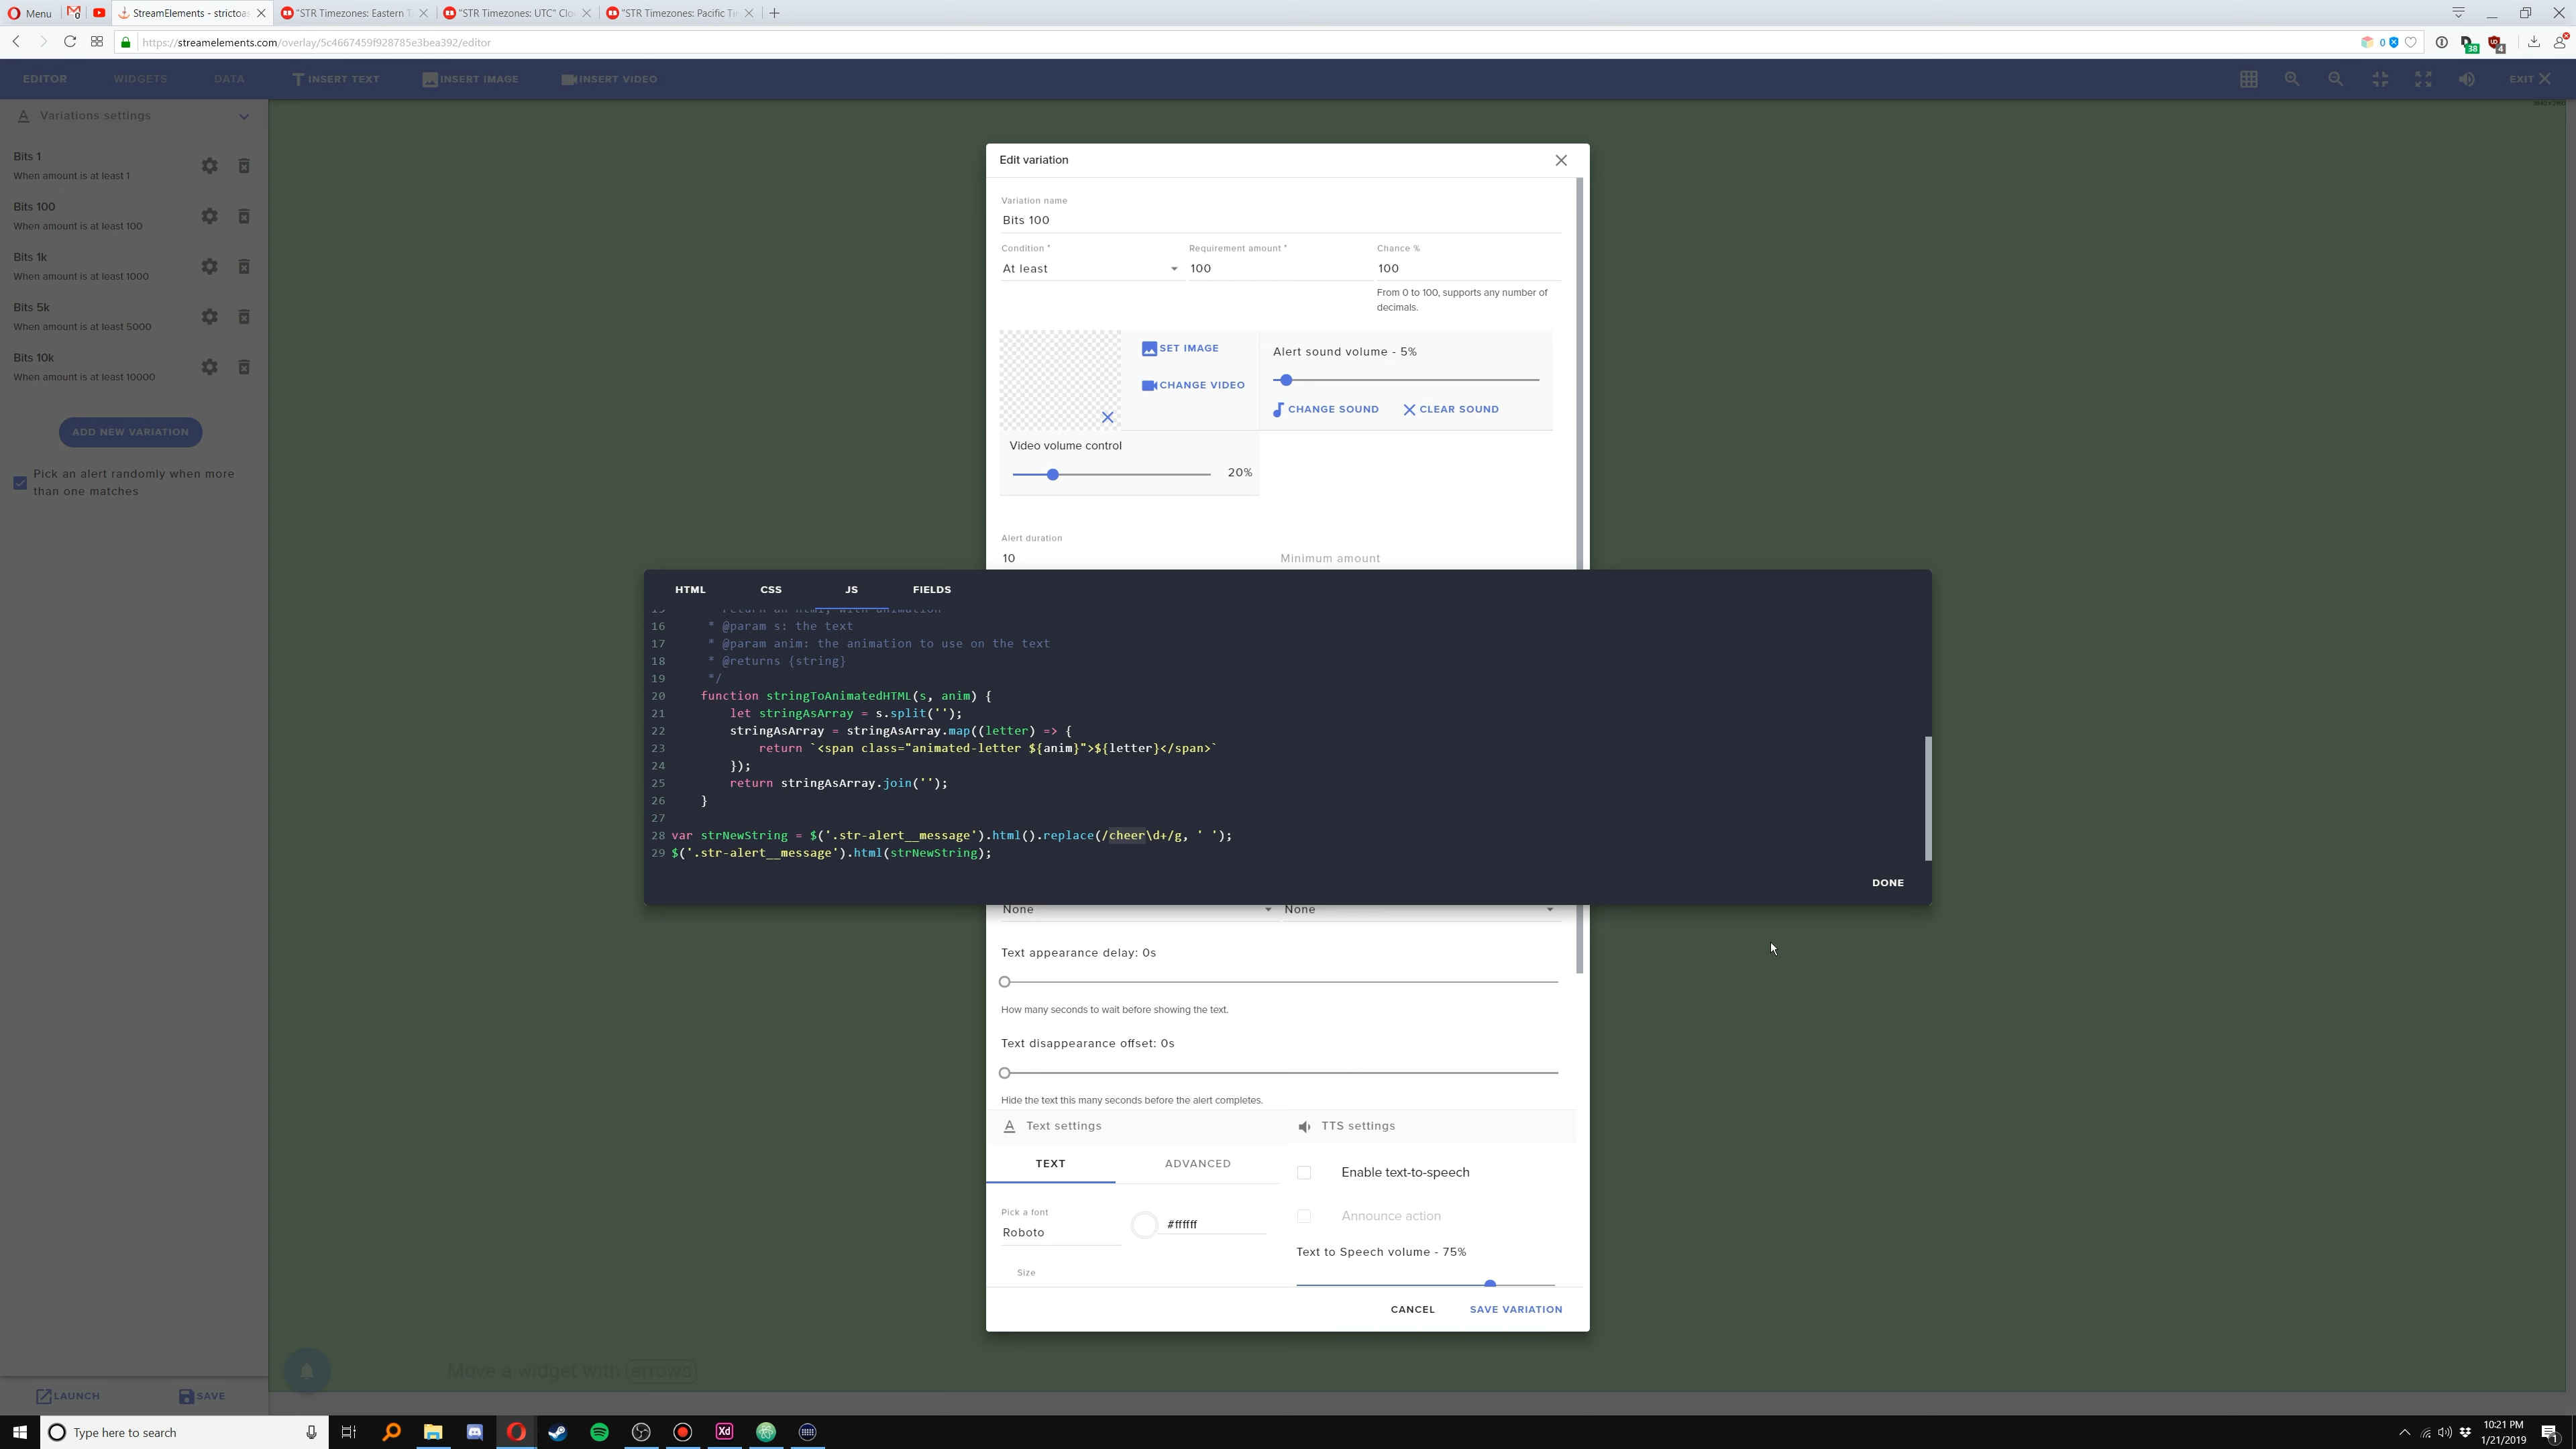 Menu
StreamElements - strictoas
"STR Timezones: Eastern T
"STR Timezones: UTC" Clo
"STR Timezones: Pacific Ti
https://streamelements.com/overlay/5c4667459f928785e3bea392/editor
0
38
4
EDITOR
WIDGETS
DATA
INSERT TEXT
INSERT IMAGE
INSERT VIDEO
EXIT
Variations settings
Bits 1
When amount is at least 1
Bits 100
When amount is at least 100
Bits 1k
When amount is at least 1000
Bits 5k
When amount is at least 5000
Bits 10k
When amount is at least 10000
ADD NEW VARIATION
Pick an alert randomly when more
than one matches
Edit variation
Variation name
Bits 100
Condition *
Requirement amount *
Chance %
At least
100
100
From 0 to 100, supports any number of
decimals.
SET IMAGE
CHANGE VIDEO
Alert sound volume - 5%
CHANGE SOUND
CLEAR SOUND
Video volume control
20%
Alert duration
10
Minimum amount
HTML
CSS
JS
FIELDS
16 * @param s: the text
17 * @param anim: the animation to use on the text
18 * @returns {string}
19 */
20 function stringToAnimatedHTML(s, anim) {
21 let stringAsArray = s.split('');
22 stringAsArray = stringAsArray.map((letter) => {
23 return `<span class="animated-letter ${anim}">${letter}</span>`
24 });
25 return stringAsArray.join('');
26 }
27
28 var strNewString = $('.str-alert__message').html().replace(/cheer\d+/g, ' ');
29 $('.str-alert__message').html(strNewString);
DONE
None
None
Text appearance delay: 0s
How many seconds to wait before showing the text.
Text disappearance offset: 0s
Hide the text this many seconds before the alert completes.
Text settings
TTS settings
TEXT
ADVANCED
Enable text-to-speech
Announce action
Pick a font
Roboto
#ffffff
Text to Speech volume - 75%
Size
CANCEL
SAVE VARIATION
Move a widget with (arrows)
LAUNCH
SAVE
Type here to search
Xd
10:21 PM
1/21/2019
1